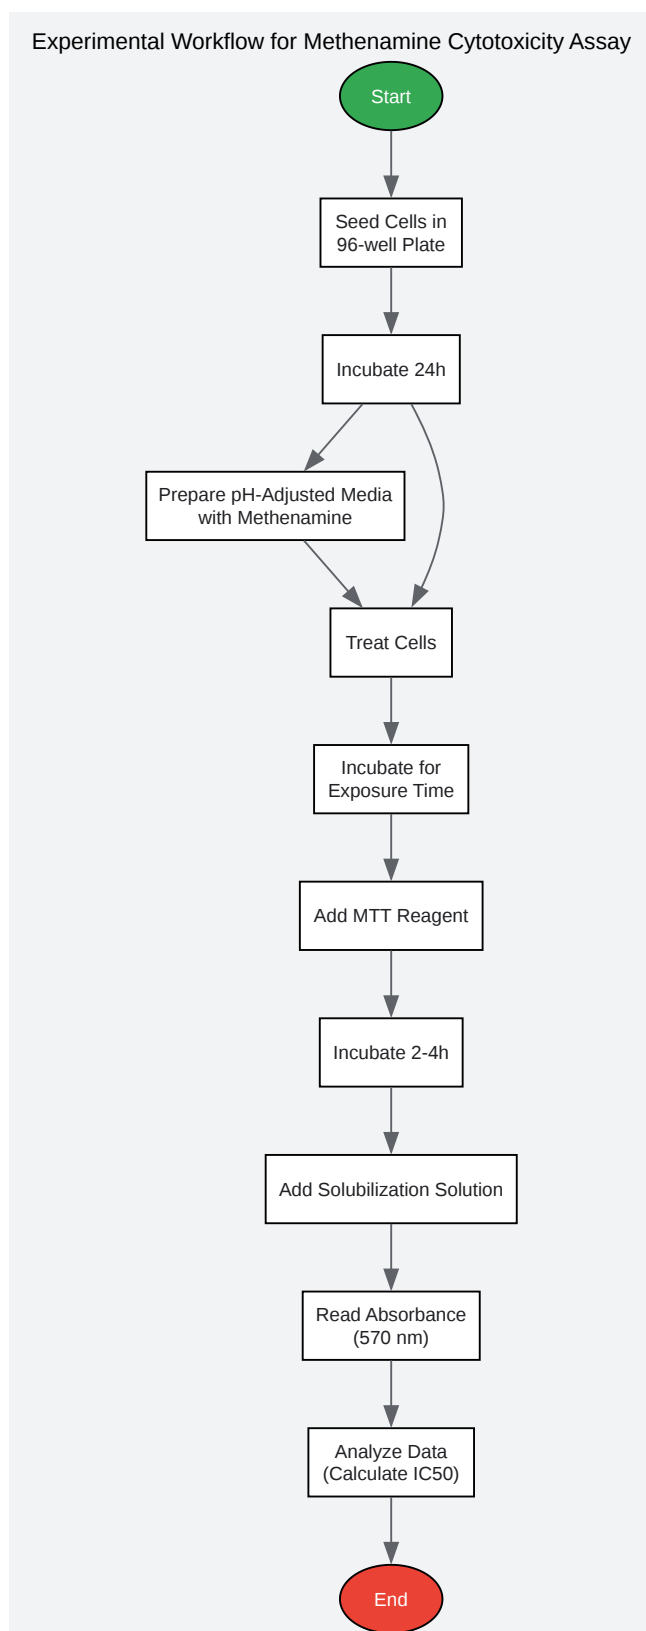 Experimental Workflow for Methenamine Cytotoxicity Assay
Start
Seed Cells in
96-well Plate
Incubate 24h
Prepare pH-Adjusted Media
with Methenamine
Treat Cells
Incubate for
Exposure Time
Add MTT Reagent
Incubate 2-4h
Add Solubilization Solution
Read Absorbance
(570 nm)
Analyze Data
(Calculate IC50)
End